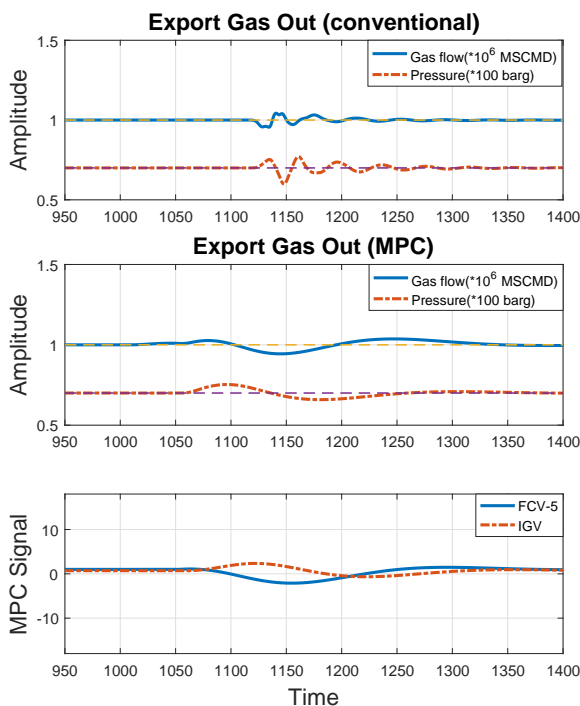 Export Gas Out (conventional)
1.5
Gas flow(*10^6 MSCMD)
Pressure(*100 barg)
Amplitude
1
0.5
950 1000 1050 1100 1150 1200 1250 1300 1350 1400
Export Gas Out (MPC)
1.5
Gas flow(*10^6 MSCMD)
Pressure(*100 barg)
Amplitude
1
0.5
950 1000 1050 1100 1150 1200 1250 1300 1350 1400
FCV-5
IGV
MPC Signal
10
0
-10
950 1000 1050 1100 1150 1200 1250 1300 1350 1400
Time